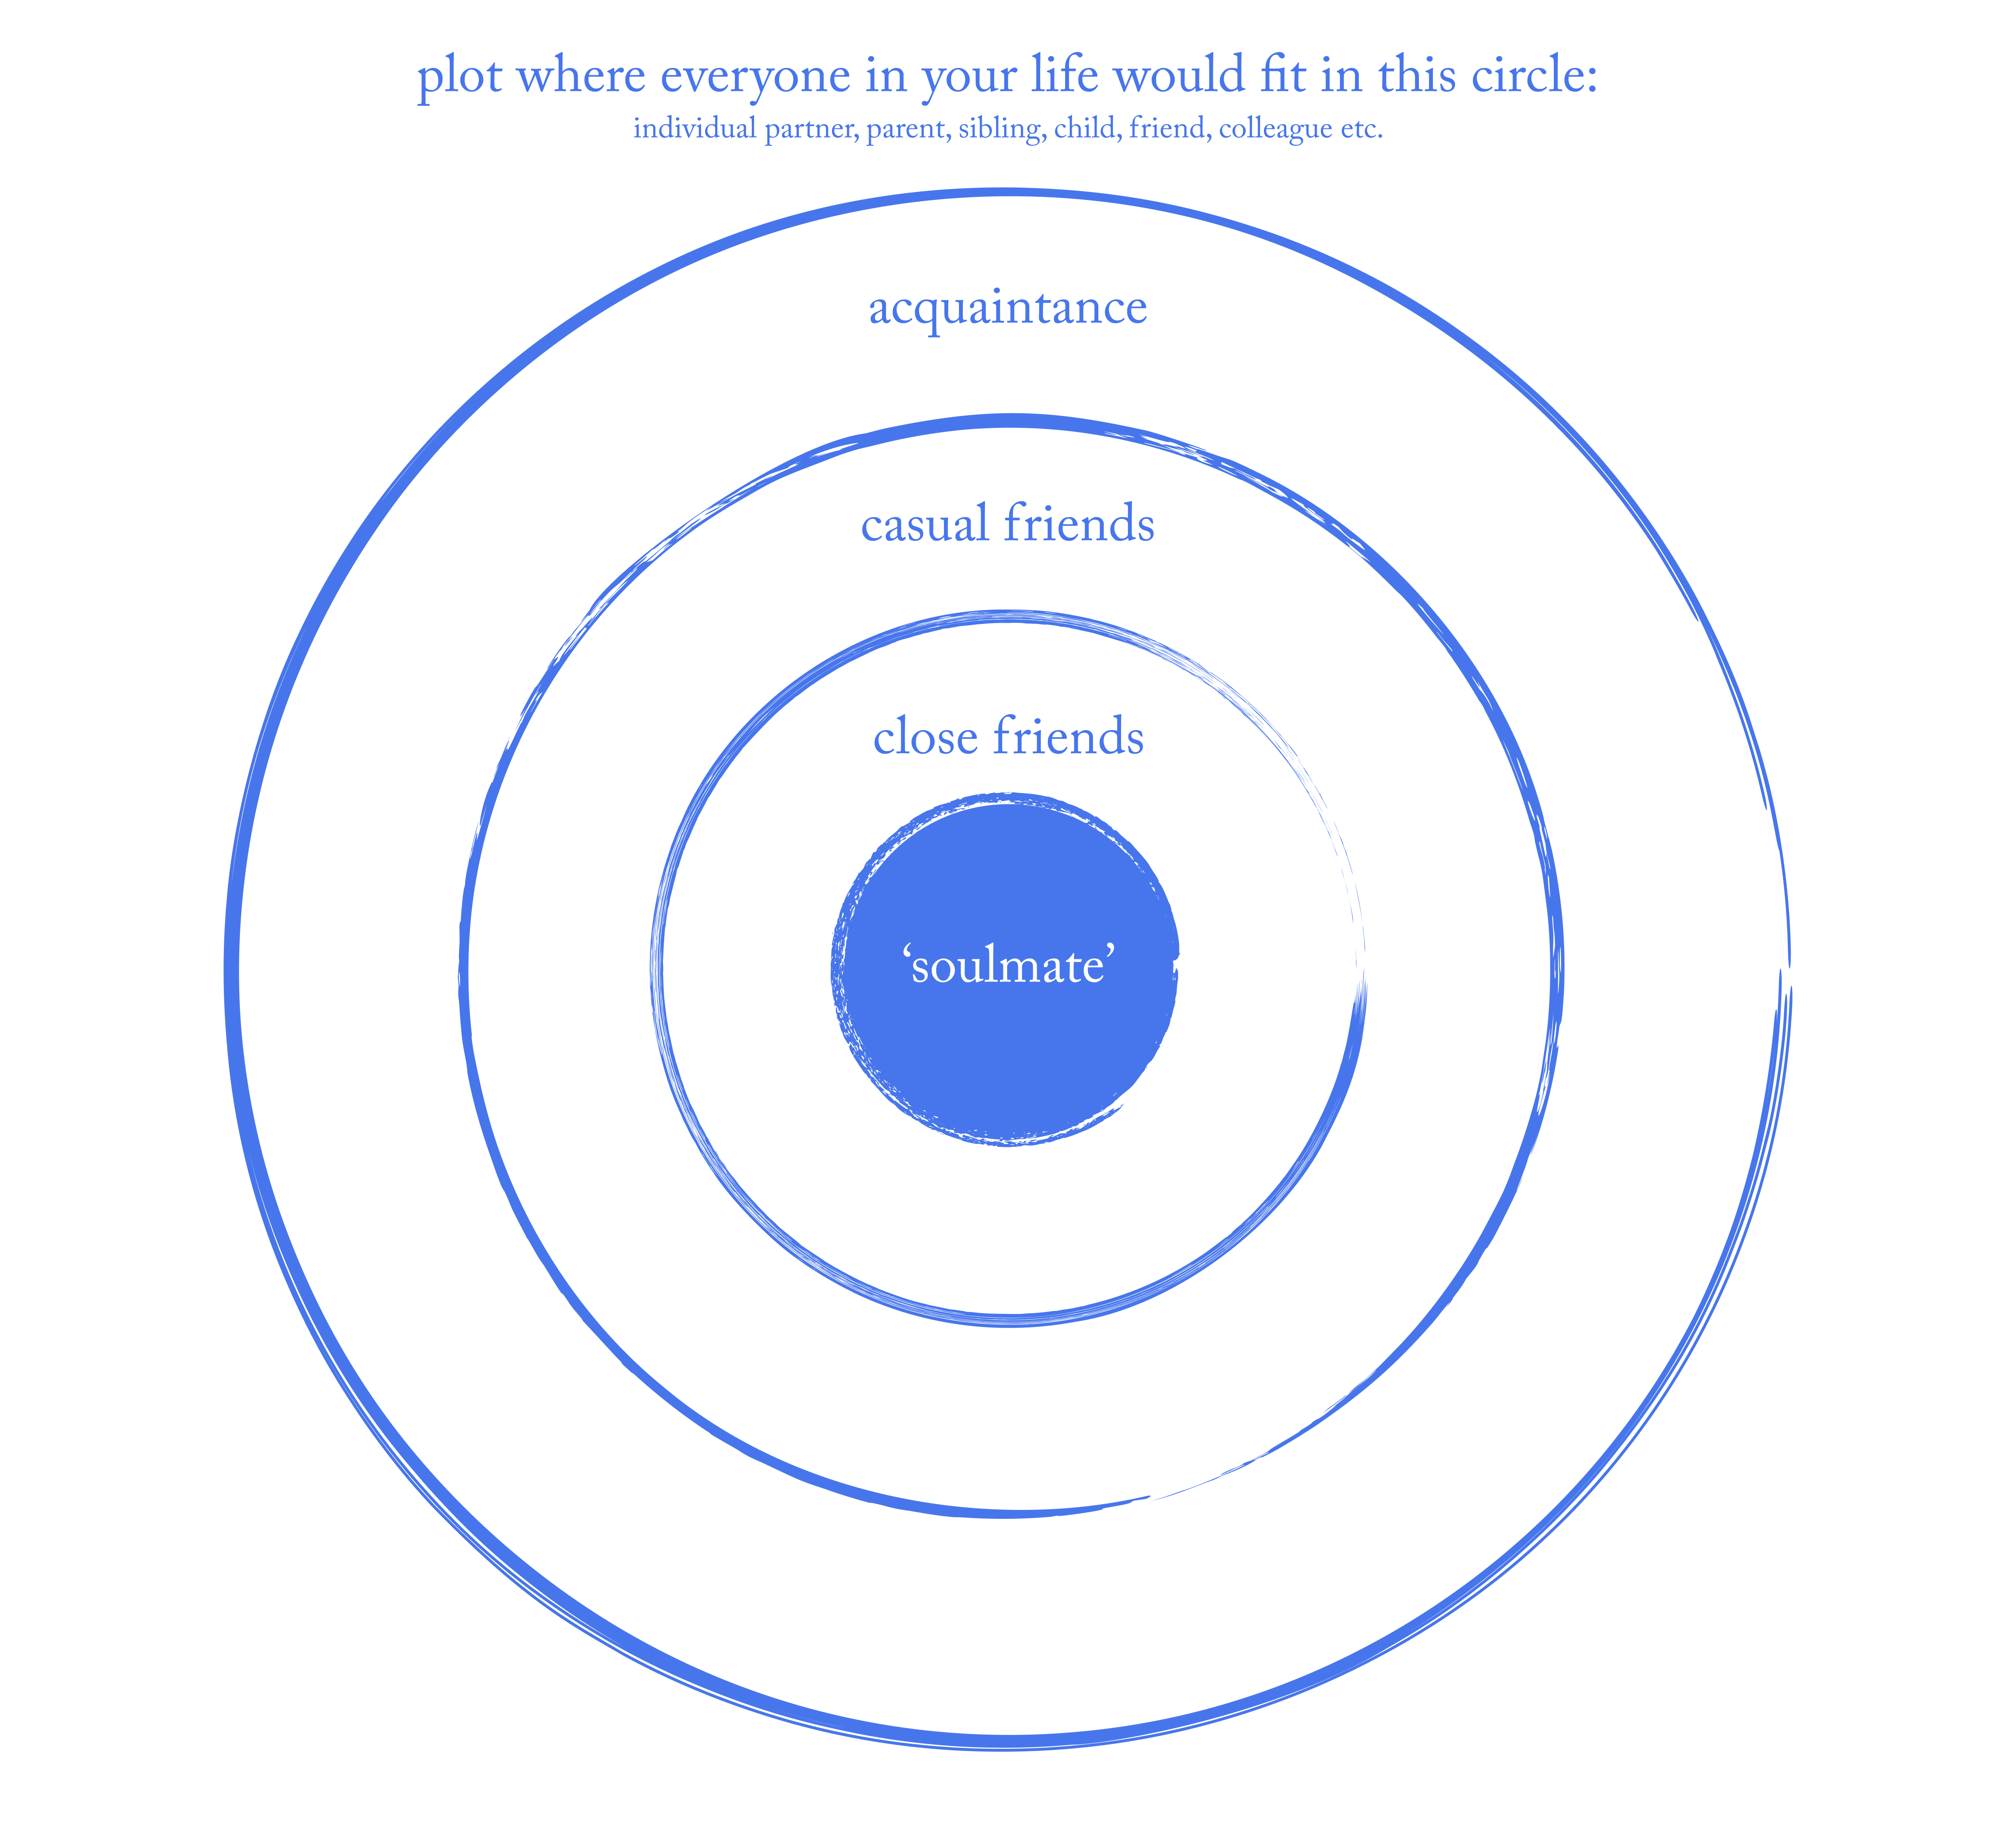 plot where everyone in your life would fit in this circle:
individual partner, parent, sibling, child, friend, colleague etc.
acquaintance
casual friends
close friends
‘soulmate’